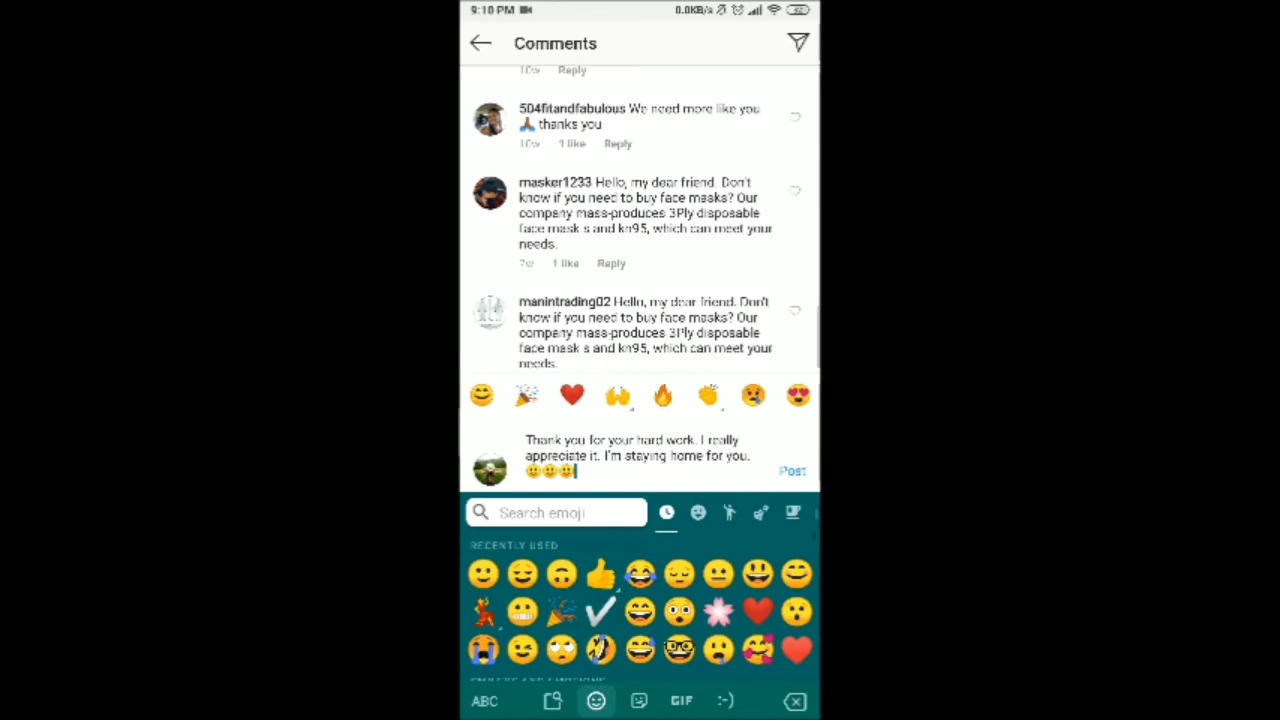 9:10 PM
0.0KB/s
Comments
10w Reply
504fitandfabulous We need more like you
🙏🏾 thanks you
10w 1 like Reply
masker1233 Hello, my dear friend. Don't
know if you need to buy face masks? Our
company mass-produces 3Ply disposable
face mask s and kn95, which can meet your
needs.
7w 1 like Reply
manintrading02 Hello, my dear friend. Don't
know if you need to buy face masks? Our
company mass-produces 3Ply disposable
face mask s and kn95, which can meet your
needs.
Thank you for your hard work. I really
appreciate it. I'm staying home for you.
🙂🙂🙂
Post
Search emoji
RECENTLY USED
ABC
GIF
:-)